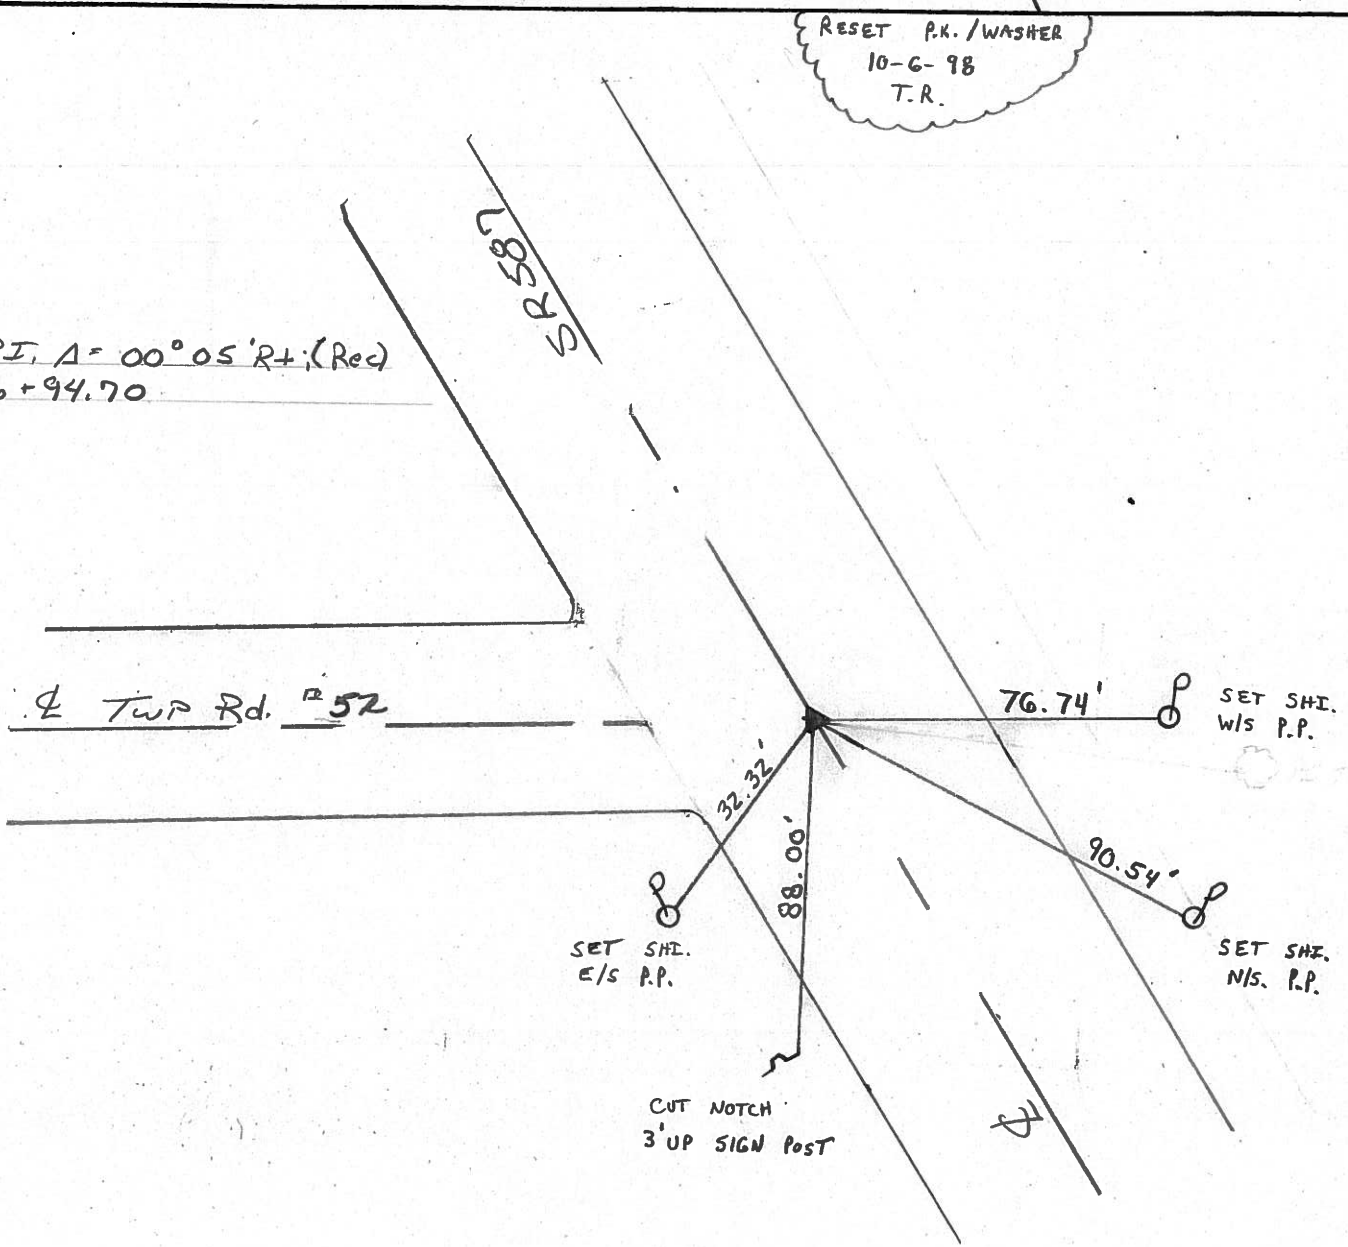 RESET P.K. / WASHER
10-6-98
T.R.
SR 587
P.I. Δ = 00° 05' Rt; (Rec)
+ 94.70
℄ TWP Rd. # 52
76.74'
SET SHI.
W/S P.P.
32.32'
88.00'
90.54'
SET SHI.
E/S P.P.
SET SHI.
N/S. P.P.
CUT NOTCH
3' UP SIGN POST
℄